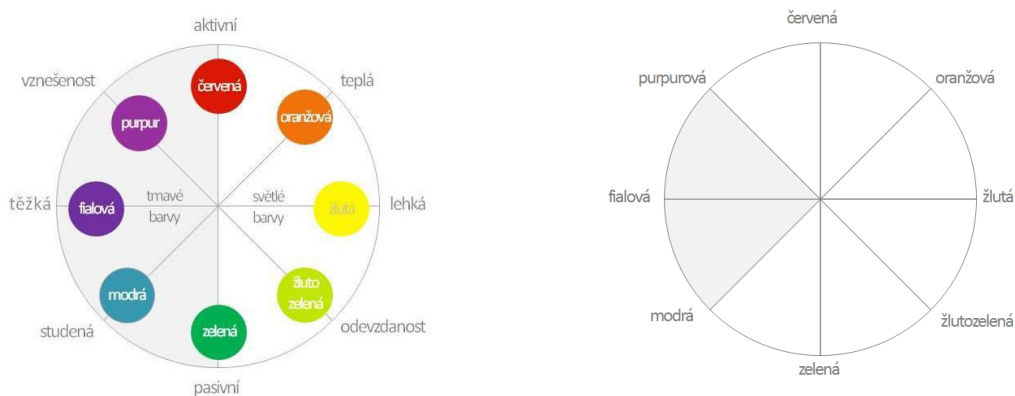 aktivní
vznešenost
teplá
červená
purpur
oranžová
těžká
fialová
tmavé
barvy
světlé
barvy
žlutá
lehká
modrá
žluto
zelená
zelená
studená
odevzdanost
pasivní
červená
purpurová
oranžová
fialová
žlutá
modrá
žlutozelená
zelená